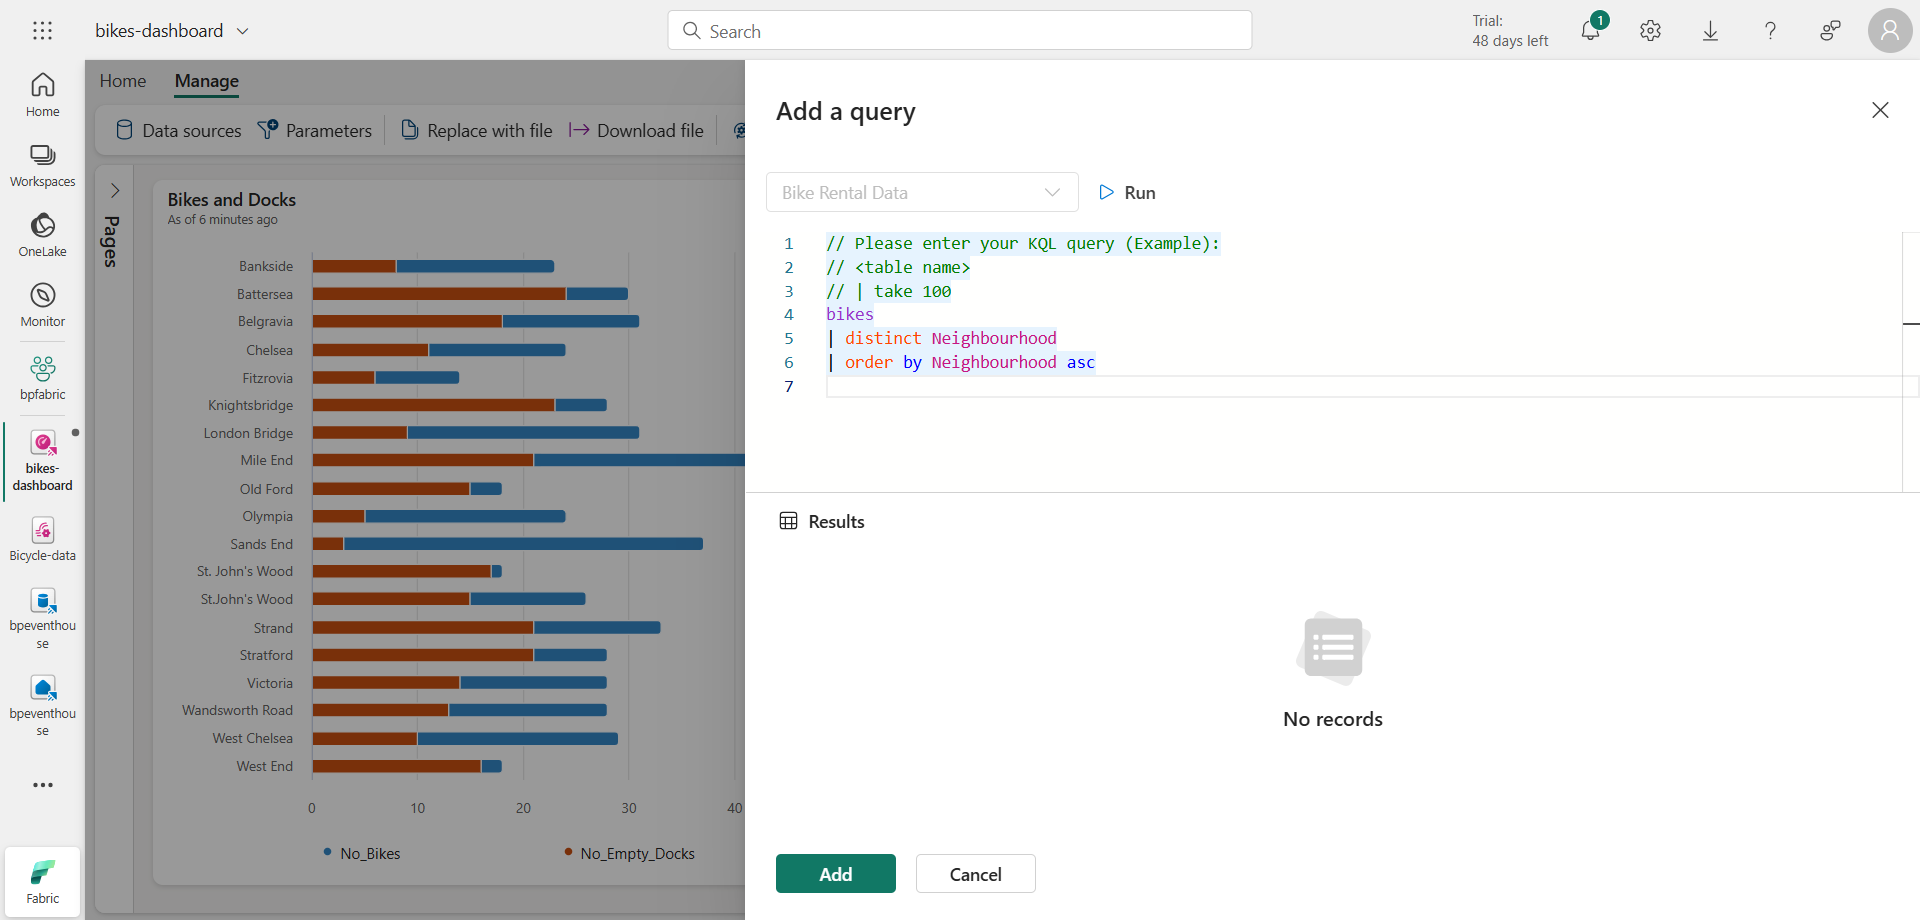 bikes-dashboard
Search
Trial:
48 days left
1
Home
Workspaces
OneLake
Monitor
bpfabric
bikes-
dashboard
Bicycle-data
bpeventhou
se
bpeventhou
se
Fabric
Home Manage
Data sources Parameters Replace with file Download file
Pages
Bikes and Docks
As of 6 minutes ago
Bankside
Battersea
Belgravia
Chelsea
Fitzrovia
Knightsbridge
London Bridge
Mile End
Old Ford
Olympia
Sands End
St. John's Wood
St.John's Wood
Strand
Stratford
Victoria
Wandsworth Road
West Chelsea
West End
0 10 20 30 40
No_Bikes No_Empty_Docks
Add a query
Bike Rental Data Run
1 // Please enter your KQL query (Example):
2 // <table name>
3 // | take 100
4 bikes
5 | distinct Neighbourhood
6 | order by Neighbourhood asc
7
Results
No records
Add Cancel